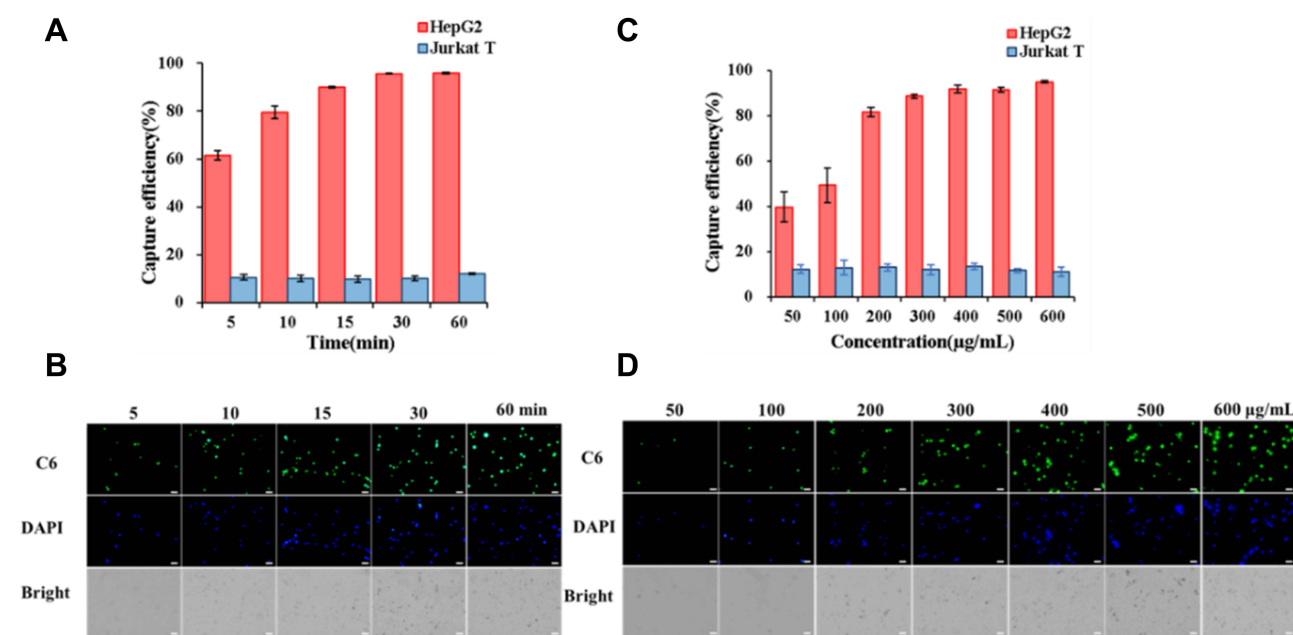 A
HepG2
Jurkat T
Capture efficiency(%)
100
80
60
40
20
0
5 10 15 30 60
Time(min)
C
HepG2
Jurkat T
Capture efficiency(%)
100
80
60
40
20
0
50 100 200 300 400 500 600
Concentration(μg/mL)
B
5 10 15 30 60 min
C6
DAPI
Bright
D
50 100 200 300 400 500 600 μg/mL
C6
DAPI
Bright